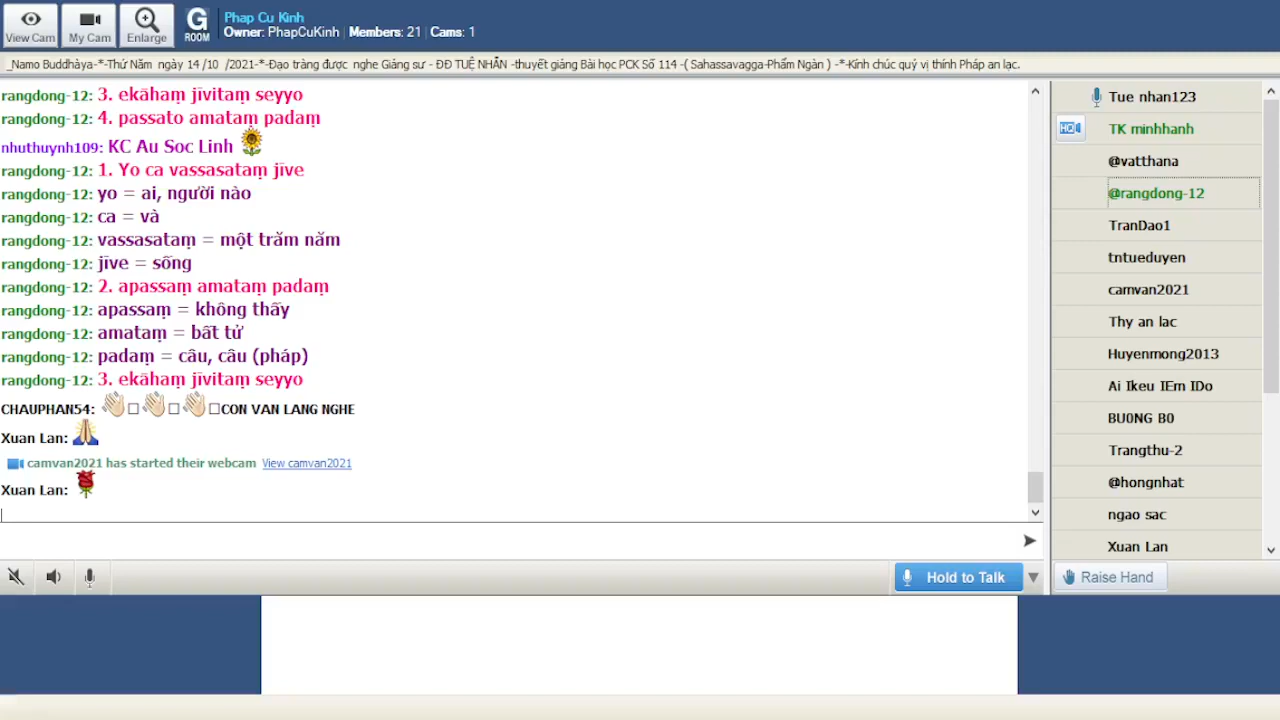 View Cam
My Cam
Enlarge
G
ROOM
Phap Cu Kinh
Owner: PhapCuKinh | Members: 21 | Cams: 1
_Namo Buddhàya-*-Thứ Năm ngày 14 /10 /2021-*-Đạo tràng được nghe Giảng sư - ĐĐ TUỆ NHẪN -thuyết giảng Bài học PCK Số 114 -( Sahassavagga-Phẩm Ngàn ) -*-Kính chúc quý vị thính Pháp an lạc.
rangdong-12: 3. ekāhaṃ jīvitaṃ seyyo
rangdong-12: 4. passato amataṃ padaṃ
nhuthuynh109: KC Au Soc Linh
rangdong-12: 1. Yo ca vassasataṃ jīve
rangdong-12: yo = ai, người nào
rangdong-12: ca = và
rangdong-12: vassasataṃ = một trăm năm
rangdong-12: jīve = sống
rangdong-12: 2. apassaṃ amataṃ padaṃ
rangdong-12: apassaṃ = không thấy
rangdong-12: amataṃ = bất tử
rangdong-12: padaṃ = câu, câu (pháp)
rangdong-12: 3. ekāhaṃ jīvitaṃ seyyo
CHAUPHAN54: CON VAN LANG NGHE
Xuan Lan:
camvan2021 has started their webcam View camvan2021
Xuan Lan:
Hold to Talk
Tue nhan123
HD
TK minhhanh
@vatthana
@rangdong-12
TranDao1
tntueduyen
camvan2021
Thy an lac
Huyenmong2013
Ai Ikeu IEm IDo
BU0NG B0
Trangthu-2
@hongnhat
ngao sac
Xuan Lan
Raise Hand